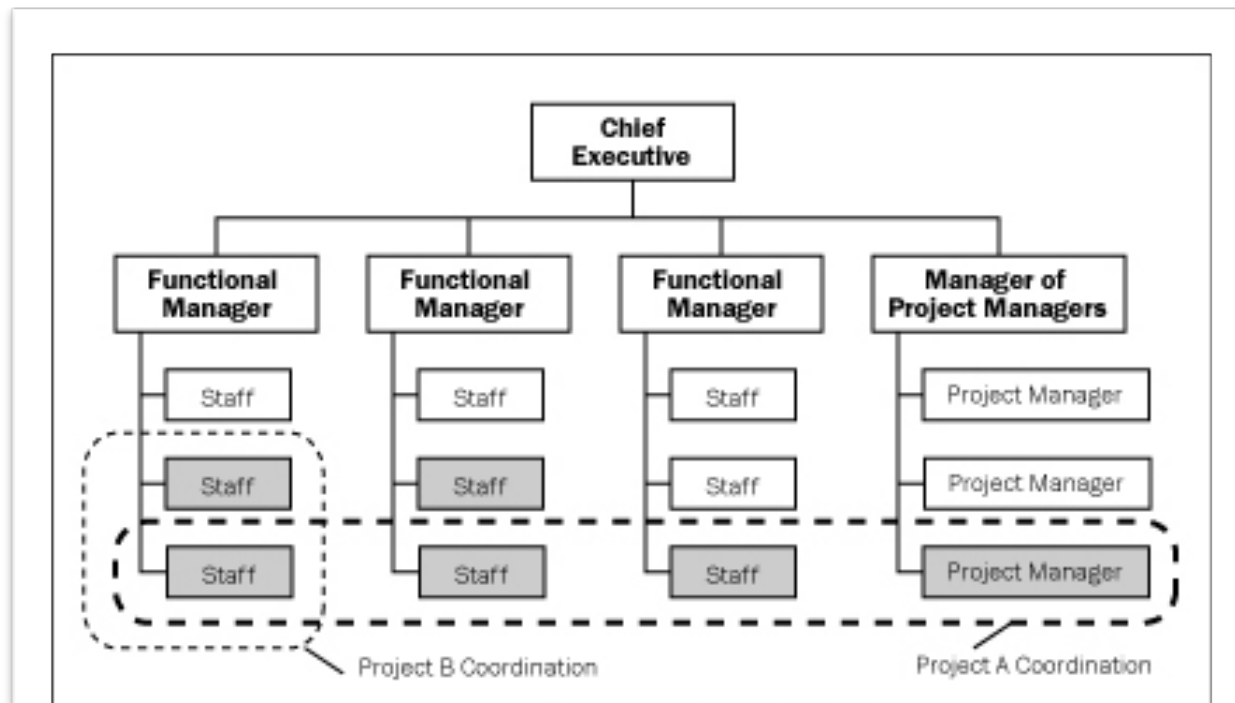 Chief
Executive
Functional
Manager
Functional
Manager
Functional
Manager
Manager of
Project Managers
Staff
Staff
Staff
Project Manager
Staff
Staff
Staff
Project Manager
Staff
Staff
Staff
Project Manager
Project B Coordination
Project A Coordination